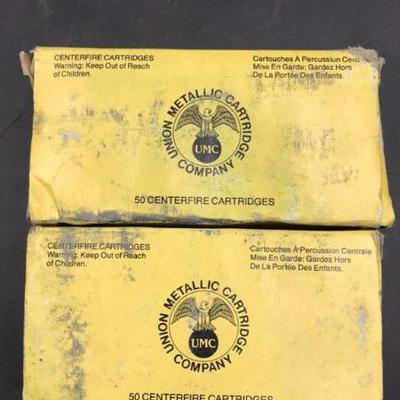 CENTERFIRE CARTRIDGES
Warning: Keep Out of Reach
of Children.
Cartouches À Percussion Centrale
Mise En Garde: Gardez Hors
De La Portée Des Enfants.
UNION METALLIC CARTRIDGE
COMPANY
UMC
50 CENTERFIRE CARTRIDGES
CENTERFIRE CARTRIDGES
Warning: Keep Out of Reach
of Children.
Cartouches À Percussion Centrale
Mise En Garde: Gardez Hors
De La Portée Des Enfants.
UNION METALLIC CARTRIDGE
COMPANY
UMC
50 CENTERFIRE CARTRIDGES